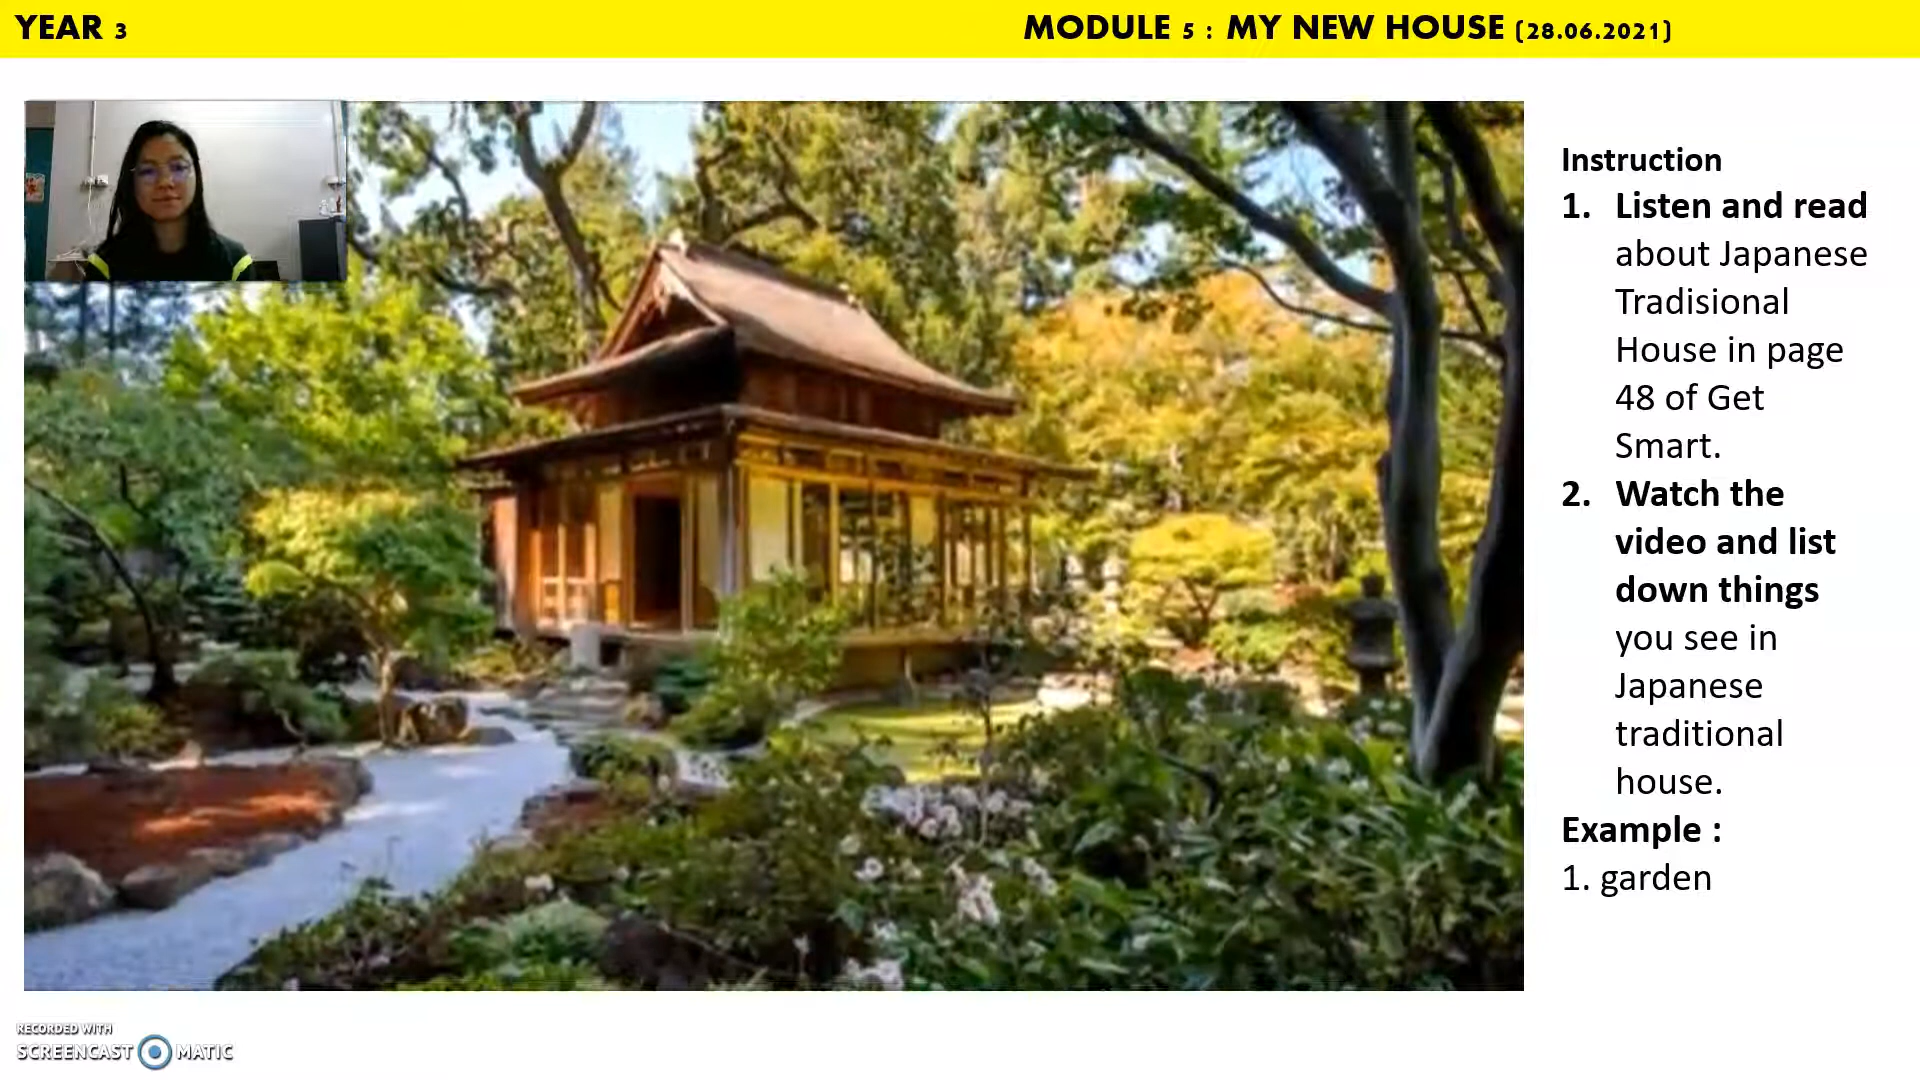 YEAR 3
MODULE 5 : MY NEW HOUSE (28.06.2021)
Instruction
1. Listen and read
about Japanese
Tradisional
House in page
48 of Get
Smart.
2. Watch the
video and list
down things
you see in
Japanese
traditional
house.
Example :
1. garden
RECORDED WITH
SCREENCAST MATIC